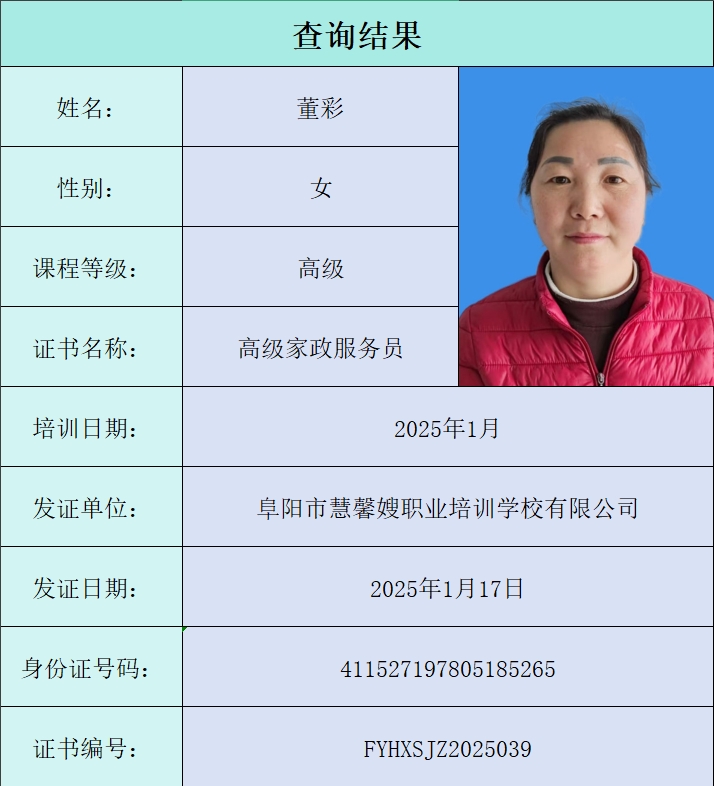 查询结果
姓名： 董彩
性别： 女
课程等级： 高级
证书名称： 高级家政服务员
培训日期： 2025年1月
发证单位： 阜阳市慧馨嫂职业培训学校有限公司
发证日期： 2025年1月17日
身份证号码： 411527197805185265
证书编号： FYHXSJZ2025039